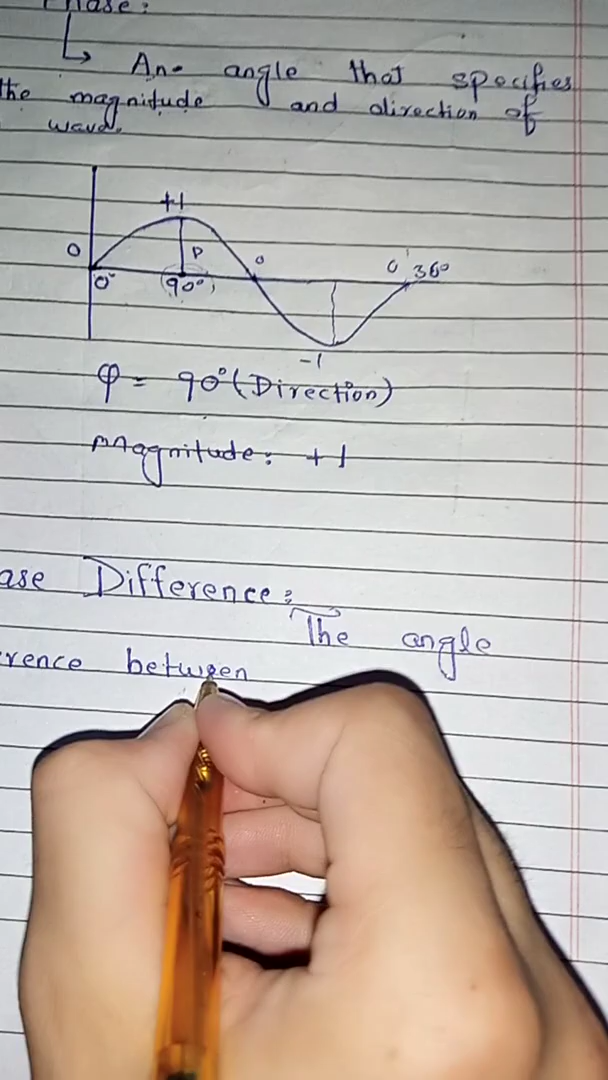 Phase:
An angle that specifies
the magnitude and direction of
wave.
+1
0 P 0 0 360
0° (90°)
-1
φ = 90° (Direction)
Magnitude: +1
ase Difference:
The angle
rence between